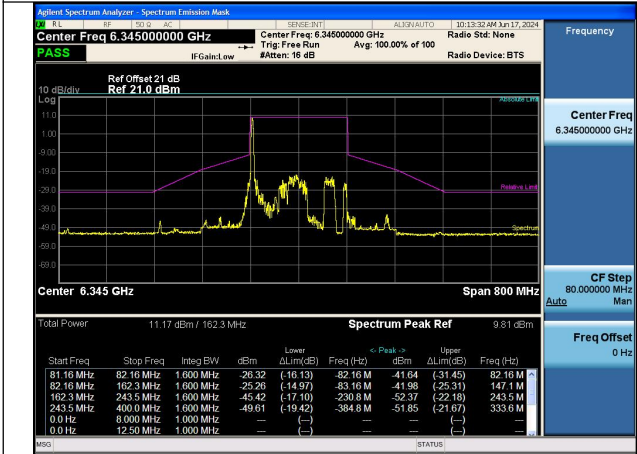 Agilent Spectrum Analyzer - Spectrum Emission Mask
LXI RL RF 50 Ω AC SENSE:INT ALIGNAUTO 10:13:32 AM Jun 17, 2024
Center Freq 6.345000000 GHz Center Freq: 6.345000000 GHz Radio Std: None
Trig: Free Run Avg: 100.00% of 100
PASS IFGain:Low #Atten: 16 dB Radio Device: BTS
Ref Offset 21 dB
10 dB/div Ref 21.0 dBm
Log
Absolute Limit
11.0
1.00
-9.00
-19.0
-29.0
Relative Limit
-39.0
-49.0
Spectrum
-59.0
-69.0
Center 6.345 GHz Span 800 MHz
Total Power 11.17 dBm / 162.3 MHz Spectrum Peak Ref 9.81 dBm
Lower <- Peak -> Upper
Start Freq Stop Freq Integ BW dBm ΔLim(dB) Freq (Hz) dBm ΔLim(dB) Freq (Hz)
81.16 MHz 82.16 MHz 1.600 MHz -26.32 (-16.13) -82.16 M -41.64 (-31.45) 82.16 M
82.16 MHz 162.3 MHz 1.600 MHz -25.26 (-14.97) -83.16 M -41.98 (-25.31) 147.1 M
162.3 MHz 243.5 MHz 1.600 MHz -45.42 (-17.10) -230.8 M -52.37 (-22.18) 243.5 M
243.5 MHz 400.0 MHz 1.600 MHz -49.61 (-19.42) -384.8 M -51.85 (-21.67) 333.6 M
0.0 Hz 8.000 MHz 1.000 MHz --- (---) --- --- (---) ---
0.0 Hz 12.50 MHz 1.000 MHz --- (---) --- --- (---) ---
MSG STATUS
Frequency
Center Freq
6.345000000 GHz
CF Step
80.000000 MHz
Auto Man
Freq Offset
0 Hz